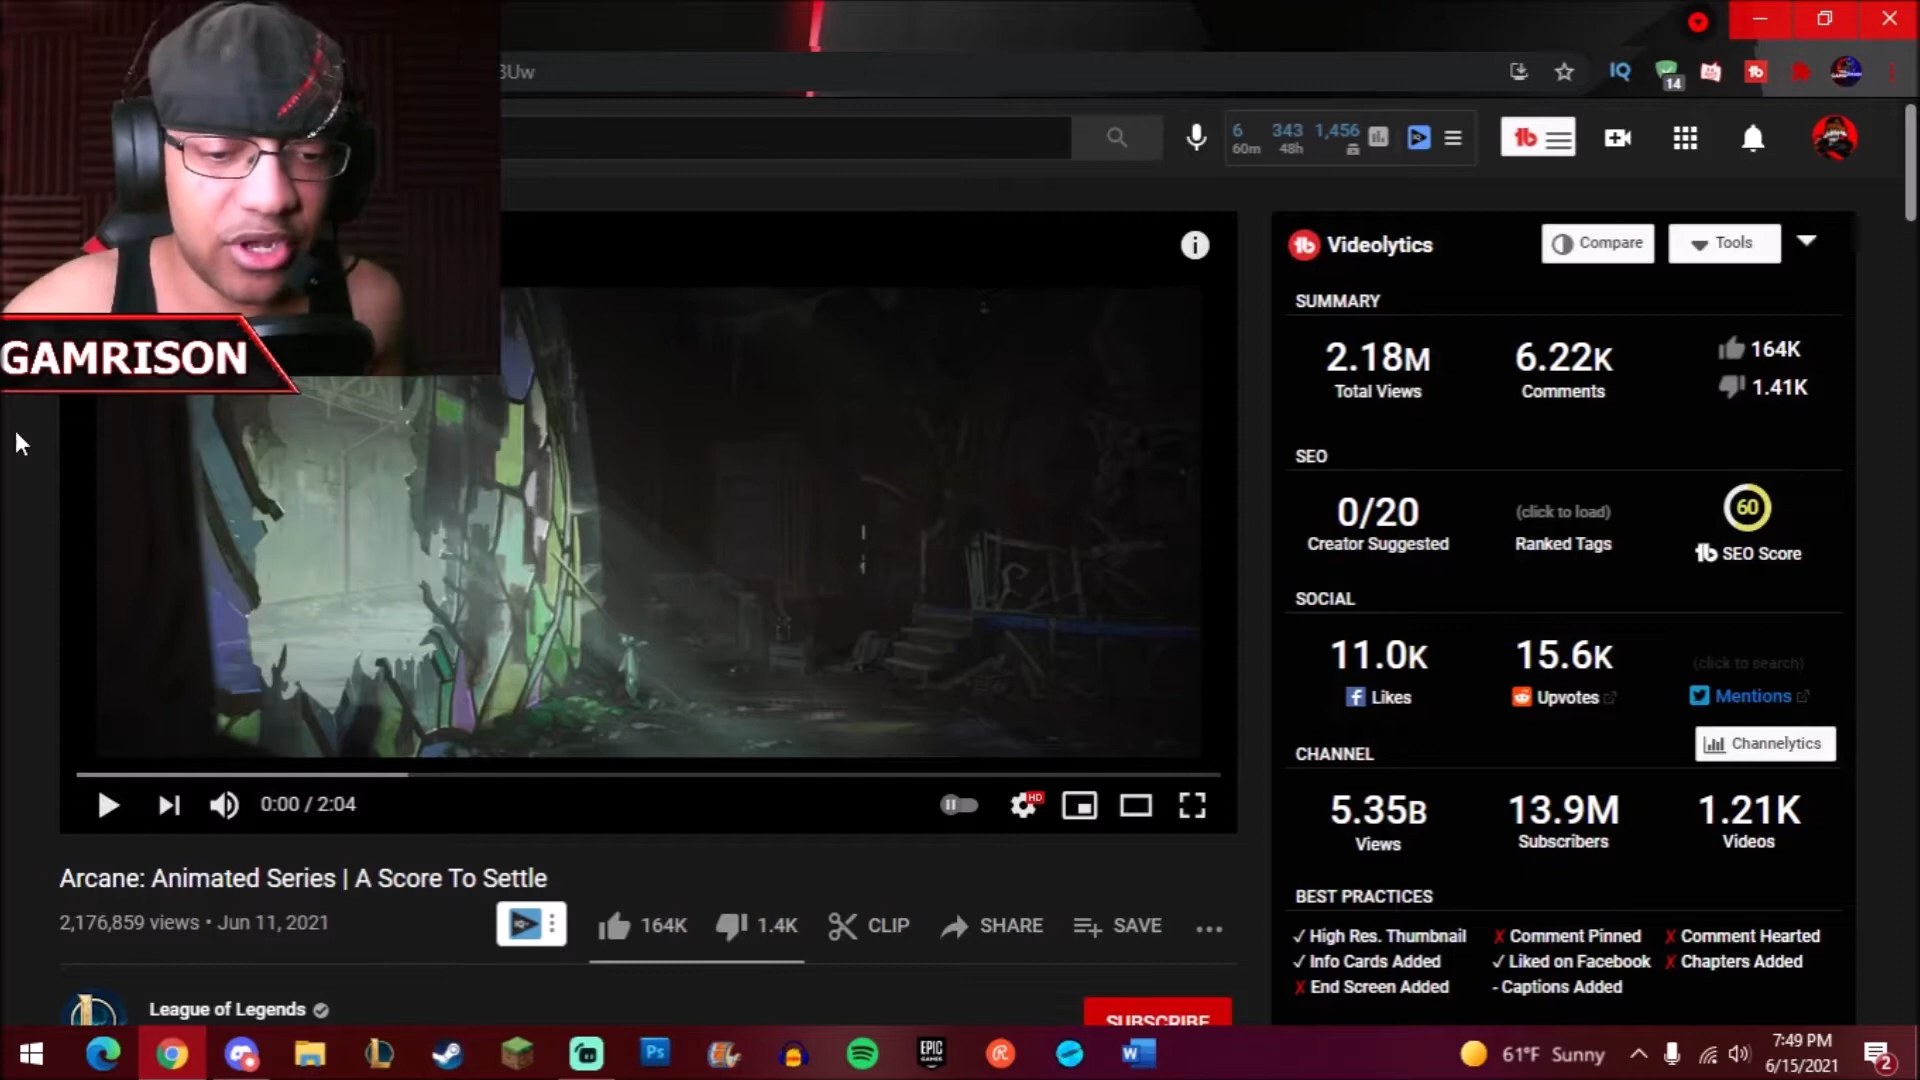 3Uw
IQ
14
6 343 1,456
60m 48h
GAMRISON
Videolytics
Compare
Tools
SUMMARY
2.18M
Total Views
6.22K
Comments
164K
1.41K
SEO
0/20
Creator Suggested
(click to load)
Ranked Tags
60
SEO Score
SOCIAL
11.0K
Likes
15.6K
Upvotes
(click to search)
Mentions
CHANNEL
Channelytics
5.35B
Views
13.9M
Subscribers
1.21K
Videos
BEST PRACTICES
✓ High Res. Thumbnail ✗ Comment Pinned ✗ Comment Hearted
✓ Info Cards Added ✓ Liked on Facebook ✗ Chapters Added
✗ End Screen Added - Captions Added
0:00 / 2:04
HD
Arcane: Animated Series | A Score To Settle
2,176,859 views • Jun 11, 2021
164K 1.4K CLIP SHARE SAVE
League of Legends
SUBSCRIBE
Ps
EPIC
GAMES
W
61°F Sunny
7:49 PM
6/15/2021
2